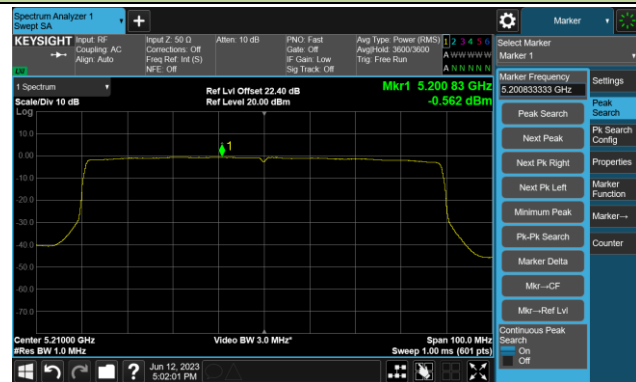 Spectrum Analyzer 1
Swept SA
Marker
KEYSIGHT
Input: RF
Coupling: AC
Align: Auto
Input Z: 50 Ω
Corrections: Off
Freq Ref: Int (S)
NFE: Off
Atten: 10 dB
PNO: Fast
Gate: Off
IF Gain: Low
Sig Track: Off
Avg Type: Power (RMS)
Avg|Hold: 3600/3600
Trig: Free Run
1 2 3 4 5 6
A W W W W W
A N N N N N
Select Marker
Marker 1
1 Spectrum
Scale/Div 10 dB
Log
Ref Lvl Offset 22.40 dB
Ref Level 20.00 dBm
Mkr1 5.200 83 GHz
-0.562 dBm
10.0
0.00
-10.0
-20.0
-30.0
-40.0
-50.0
-60.0
-70.0
1
Center 5.21000 GHz
#Res BW 1.0 MHz
Video BW 3.0 MHz*
Span 100.0 MHz
Sweep 1.00 ms (601 pts)
Marker Frequency
5.200833333 GHz
Peak Search
Next Peak
Next Pk Right
Next Pk Left
Minimum Peak
Pk-Pk Search
Marker Delta
Mkr→CF
Mkr→Ref Lvl
Continuous Peak
Search
On
Off
Settings
Peak
Search
Pk Search
Config
Properties
Marker
Function
Marker→
Counter
?
Jun 12, 2023
5:02:01 PM